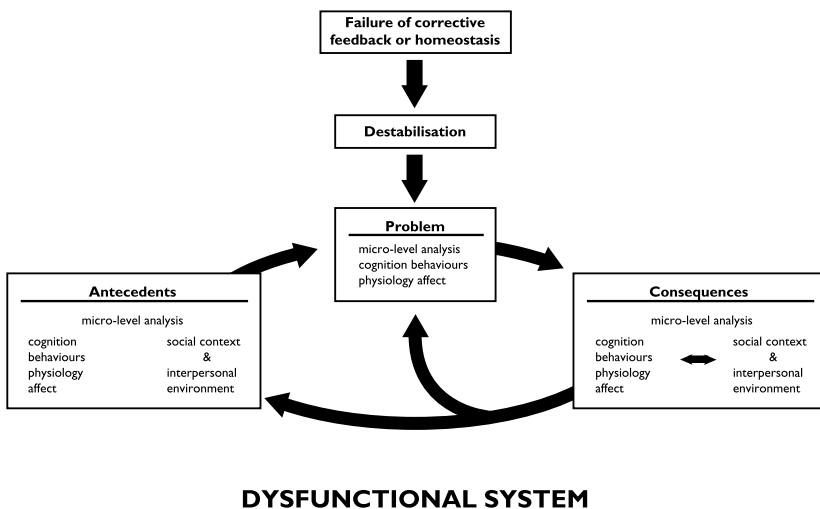 Failure of corrective
feedback or homeostasis
Destabilisation
Problem
micro-level analysis
cognition behaviours
physiology affect
Antecedents
micro-level analysis
cognition
behaviours
physiology
affect
social context
&
interpersonal
environment
Consequences
micro-level analysis
cognition
behaviours
physiology
affect
social context
&
interpersonal
environment
DYSFUNCTIONAL SYSTEM